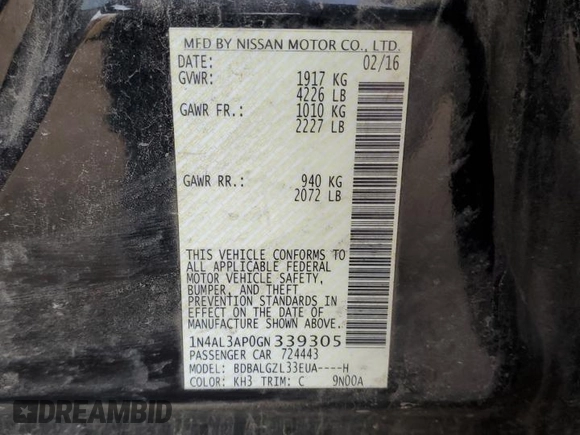 MFD BY NISSAN MOTOR CO., LTD.
DATE: 02/16
GVWR: 1917 KG
4226 LB
GAWR FR.: 1010 KG
2227 LB
GAWR RR.: 940 KG
2072 LB
THIS VEHICLE CONFORMS TO
ALL APPLICABLE FEDERAL
MOTOR VEHICLE SAFETY,
BUMPER, AND THEFT
PREVENTION STANDARDS IN
EFFECT ON THE DATE OF
MANUFACTURE SHOWN ABOVE.
1N4AL3AP0GN339305
PASSENGER CAR 724443
MODEL: BDBALGZL33EUA----H
COLOR: KH3 TRIM: C 9N00A
DREAMBID